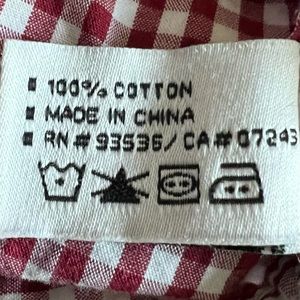 100% COTTON
MADE IN CHINA
RN# 93536/ CA# 07243